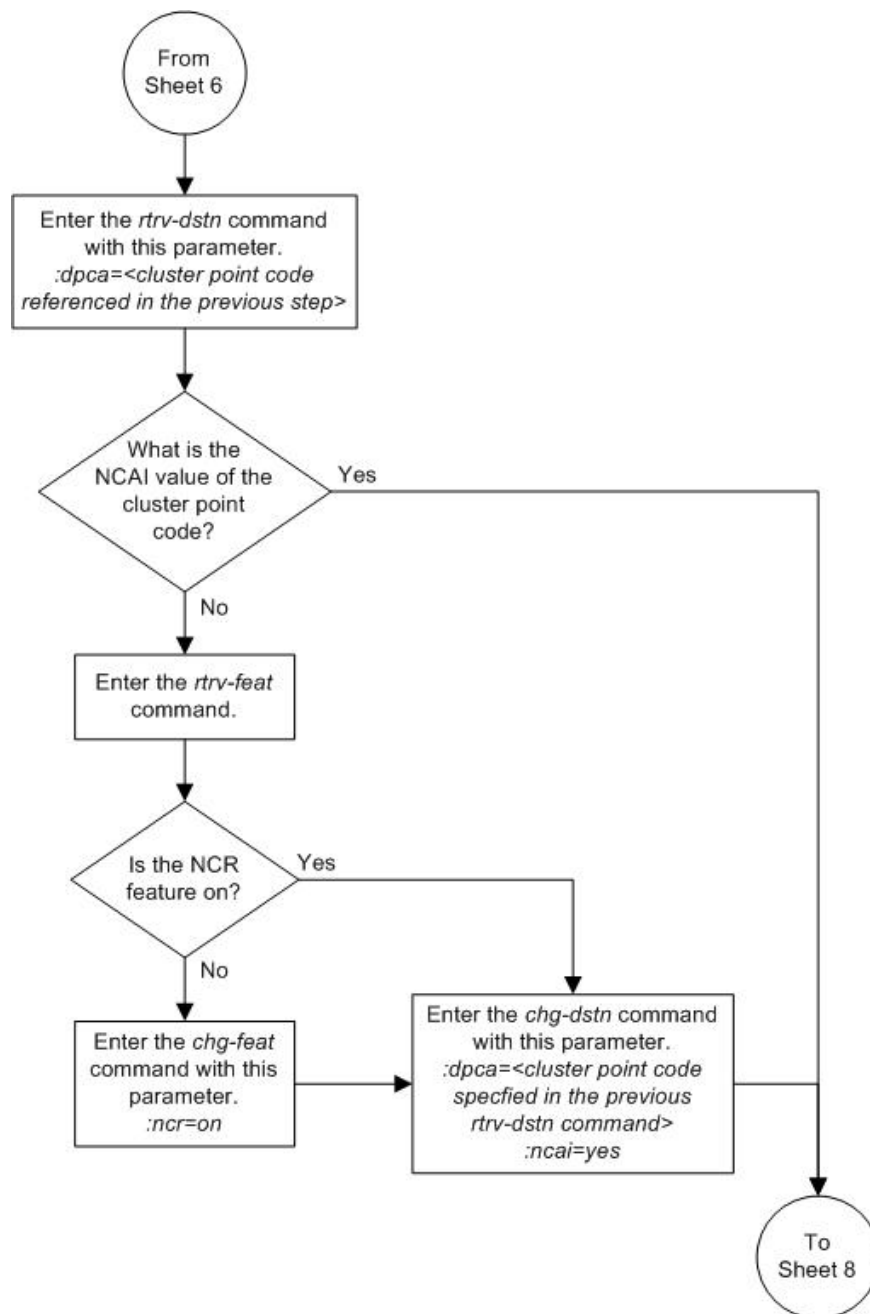 From
Sheet 6
Enter the rtrv-dstn command
with this parameter.
:dpca=<cluster point code
referenced in the previous step>
What is the
NCAI value of the
cluster point
code?
Yes
No
Enter the rtrv-feat
command.
Is the NCR
feature on?
Yes
No
Enter the chg-feat
command with this
parameter.
:ncr=on
Enter the chg-dstn command
with this parameter.
:dpca=<cluster point code
specfied in the previous
rtrv-dstn command>
:ncai=yes
To
Sheet 8